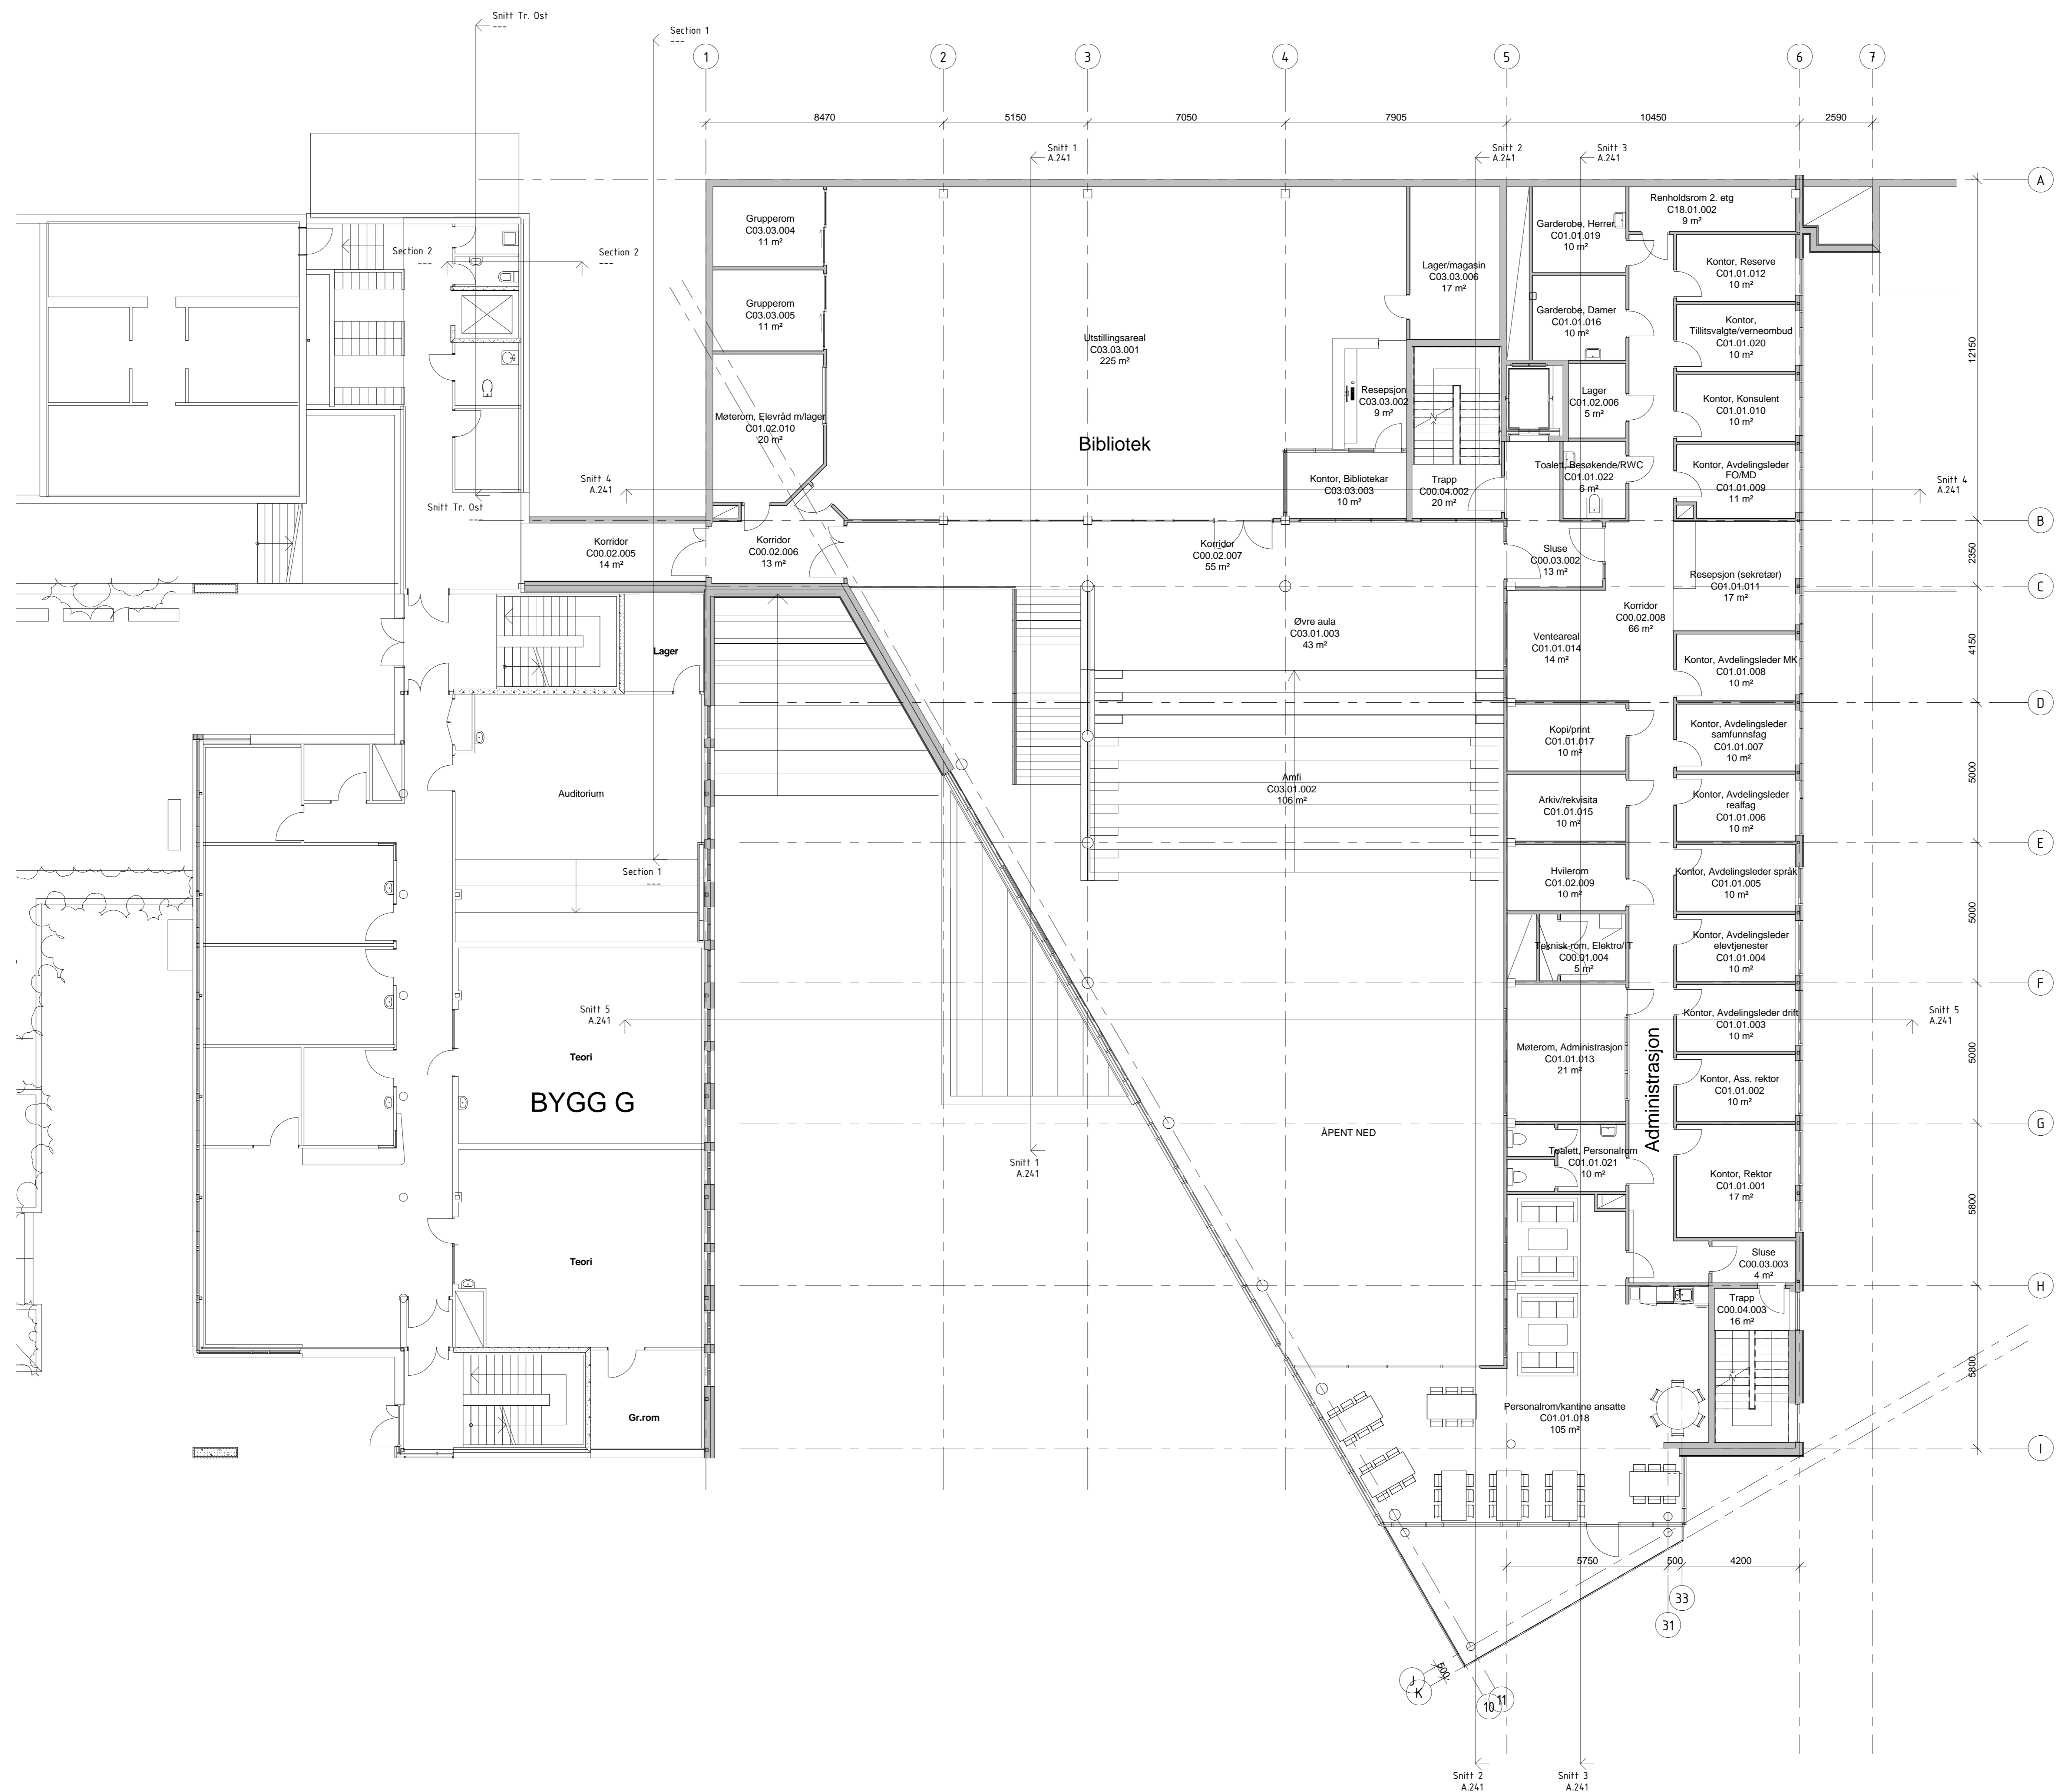 Snitt Tr. Ost
---
Section 1
---
1
2
3
4
5
6
7
8470
5150
7050
7905
10450
2590
Snitt 1
A.241
Snitt 2
A.241
Snitt 3
A.241
A
Grupperom
C03.03.004
11 m²
Garderobe, Herrer
C01.01.019
10 m²
Renholdsrom 2. etg
C18.01.002
9 m²
Section 2
---
Section 2
---
Lager/magasin
C03.03.006
17 m²
Kontor, Reserve
C01.01.012
10 m²
Grupperom
C03.03.005
11 m²
Utstillingsareal
C03.03.001
225 m²
Garderobe, Damer
C01.01.016
10 m²
Kontor,
Tillitsvalgte/verneombud
C01.01.020
10 m²
12150
Møterom, Elevråd m/lager
C01.02.010
20 m²
Bibliotek
Resepsjon
C03.03.002
9 m²
Lager
C01.02.006
5 m²
Kontor, Konsulent
C01.01.010
10 m²
Snitt 4
A.241
Kontor, Bibliotekar
C03.03.003
10 m²
Trapp
C00.04.002
20 m²
Toalett, Besøkende/RWC
C01.01.022
6 m²
Kontor, Avdelingsleder
FO/MD
C01.01.009
11 m²
Snitt 4
A.241
Snitt Tr. Ost
---
B
Korridor
C00.02.005
14 m²
Korridor
C00.02.006
13 m²
Korridor
C00.02.007
55 m²
Sluse
C00.03.002
13 m²
Resepsjon (sekretær)
C01.01.011
17 m²
2350
C
Korridor
C00.02.008
66 m²
Øvre aula
C03.01.003
43 m²
Venteareal
C01.01.014
14 m²
Lager
Kontor, Avdelingsleder MK
C01.01.008
10 m²
4150
D
Kopi/print
C01.01.017
10 m²
Kontor, Avdelingsleder
samfunnsfag
C01.01.007
10 m²
Auditorium
Amfi
C03.01.002
106 m²
Arkiv/rekvisita
C01.01.015
10 m²
Kontor, Avdelingsleder
realfag
C01.01.006
10 m²
5000
E
Section 1
---
Hvilerom
C01.02.009
10 m²
Kontor, Avdelingsleder språk
C01.01.005
10 m²
5000
Teknisk rom, Elektro/IT
C00.01.004
5 m²
Kontor, Avdelingsleder
elevtjenester
C01.01.004
10 m²
F
Snitt 5
A.241
Kontor, Avdelingsleder drift
C01.01.003
10 m²
Snitt 5
A.241
Teori
BYGG G
Møterom, Administrasjon
C01.01.013
21 m²
Administrasjon
Kontor, Ass. rektor
C01.01.002
10 m²
5000
G
ÅPENT NED
Snitt 1
A.241
Toalett, Personalrom
C01.01.021
10 m²
Kontor, Rektor
C01.01.001
17 m²
5800
Teori
Sluse
C00.03.003
4 m²
H
Trapp
C00.04.003
16 m²
5800
Gr.rom
Personalrom/kantine ansatte
C01.01.018
105 m²
I
5750
500
4200
33
31
J
K
500
10
11
Snitt 2
A.241
Snitt 3
A.241